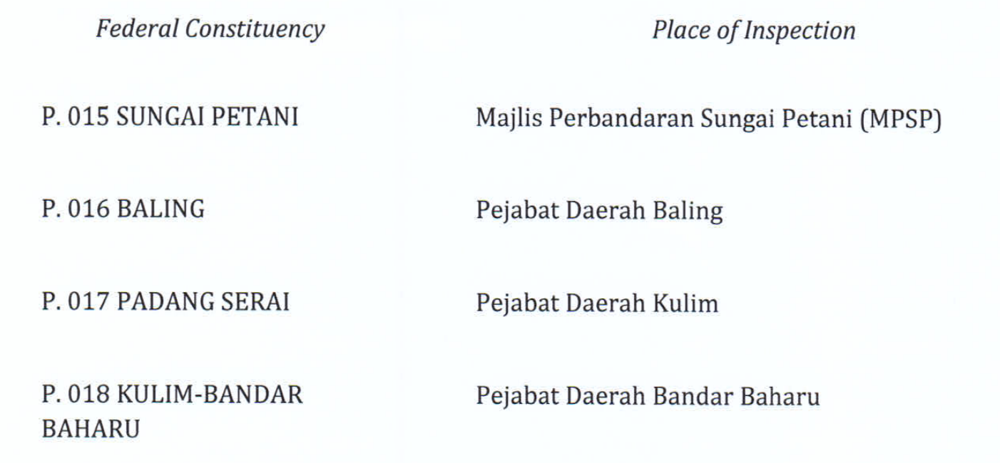 Federal Constituency
Place of Inspection
P. 015 SUNGAI PETANI
Majlis Perbandaran Sungai Petani (MPSP)
P. 016 BALING
Pejabat Daerah Baling
P. 017 PADANG SERAI
Pejabat Daerah Kulim
P. 018 KULIM-BANDAR
BAHARU
Pejabat Daerah Bandar Baharu